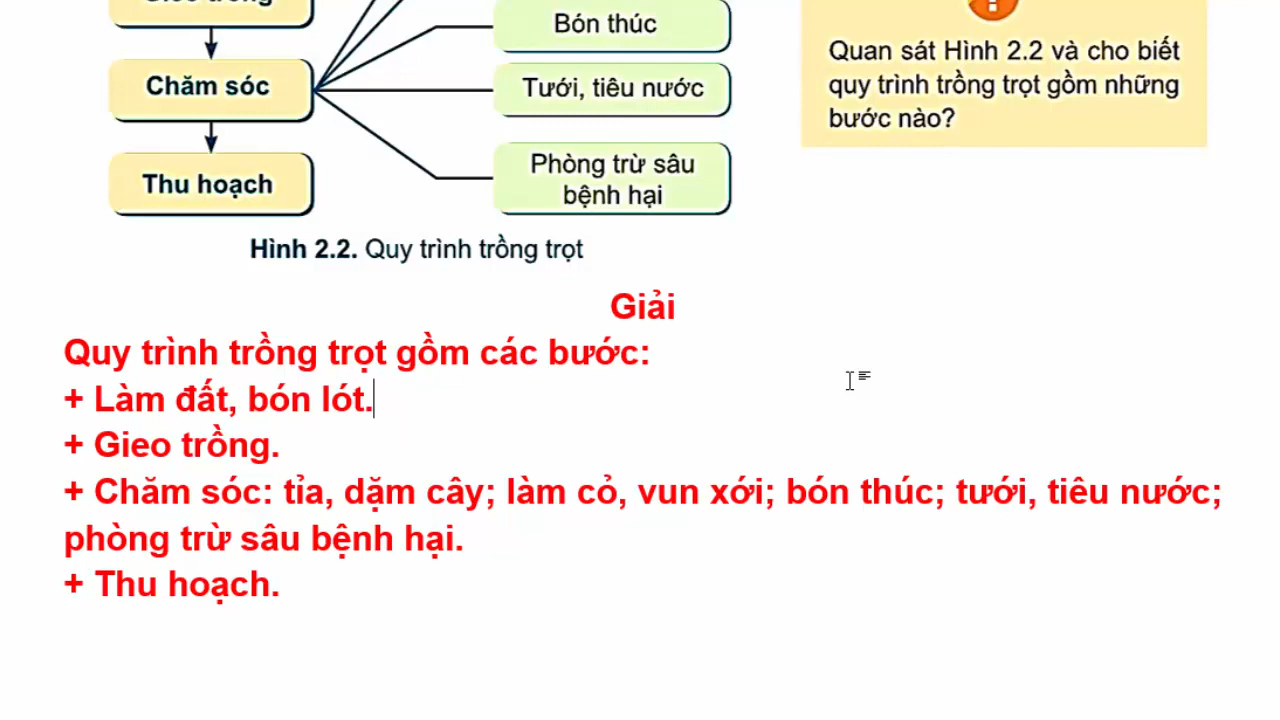 Gieo trồng
Bón thúc
Chăm sóc
Tưới, tiêu nước
Thu hoạch
Phòng trừ sâu
bệnh hại
Hình 2.2. Quy trình trồng trọt
Quan sát Hình 2.2 và cho biết
quy trình trồng trọt gồm những
bước nào?
Giải
Quy trình trồng trọt gồm các bước:
+ Làm đất, bón lót.
+ Gieo trồng.
+ Chăm sóc: tỉa, dặm cây; làm cỏ, vun xới; bón thúc; tưới, tiêu nước;
phòng trừ sâu bệnh hại.
+ Thu hoạch.